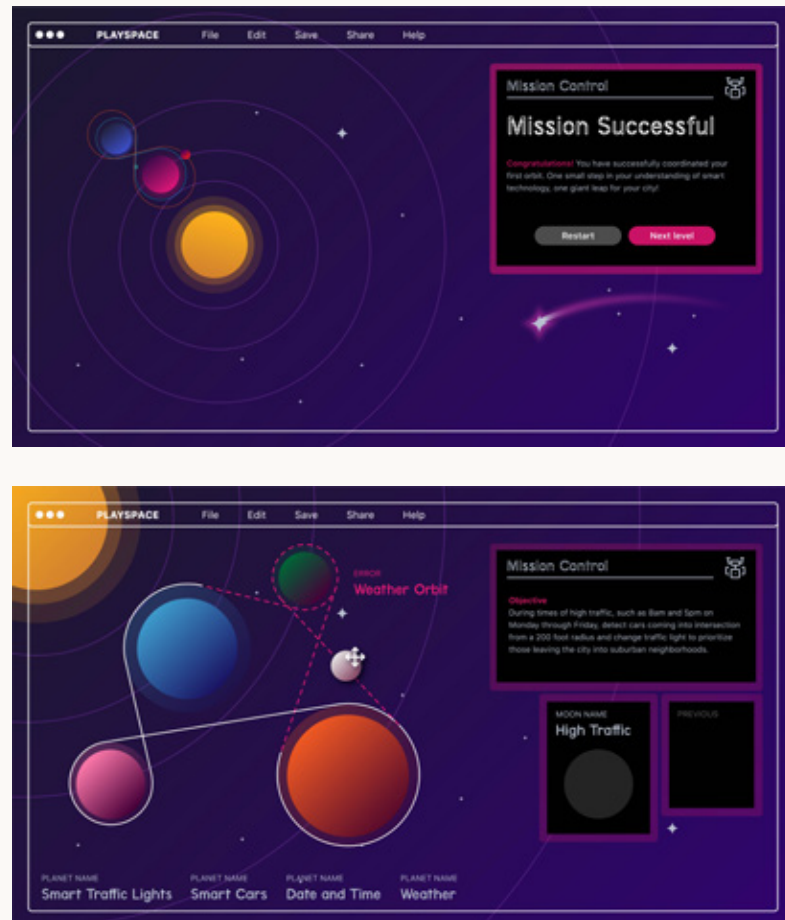 PLAYSPACE File Edit Save Share Help
Mission Control
Mission Successful
Congratulations! You have successfully coordinated your
first orbit. One small step in your understanding of smart
technology, one giant leap for your city!
Restart Next level
PLAYSPACE File Edit Save Share Help
ERROR
Weather Orbit
Mission Control
Objective
During times of high traffic, such as 8am and 5pm on
Monday through Friday, detect cars coming into intersection
from a 200 foot radius and change traffic light to prioritize
those leaving the city into suburban neighborhoods.
MOON NAME
High Traffic
PREVIOUS
PLANET NAME PLANET NAME PLANET NAME PLANET NAME
Smart Traffic Lights Smart Cars Date and Time Weather